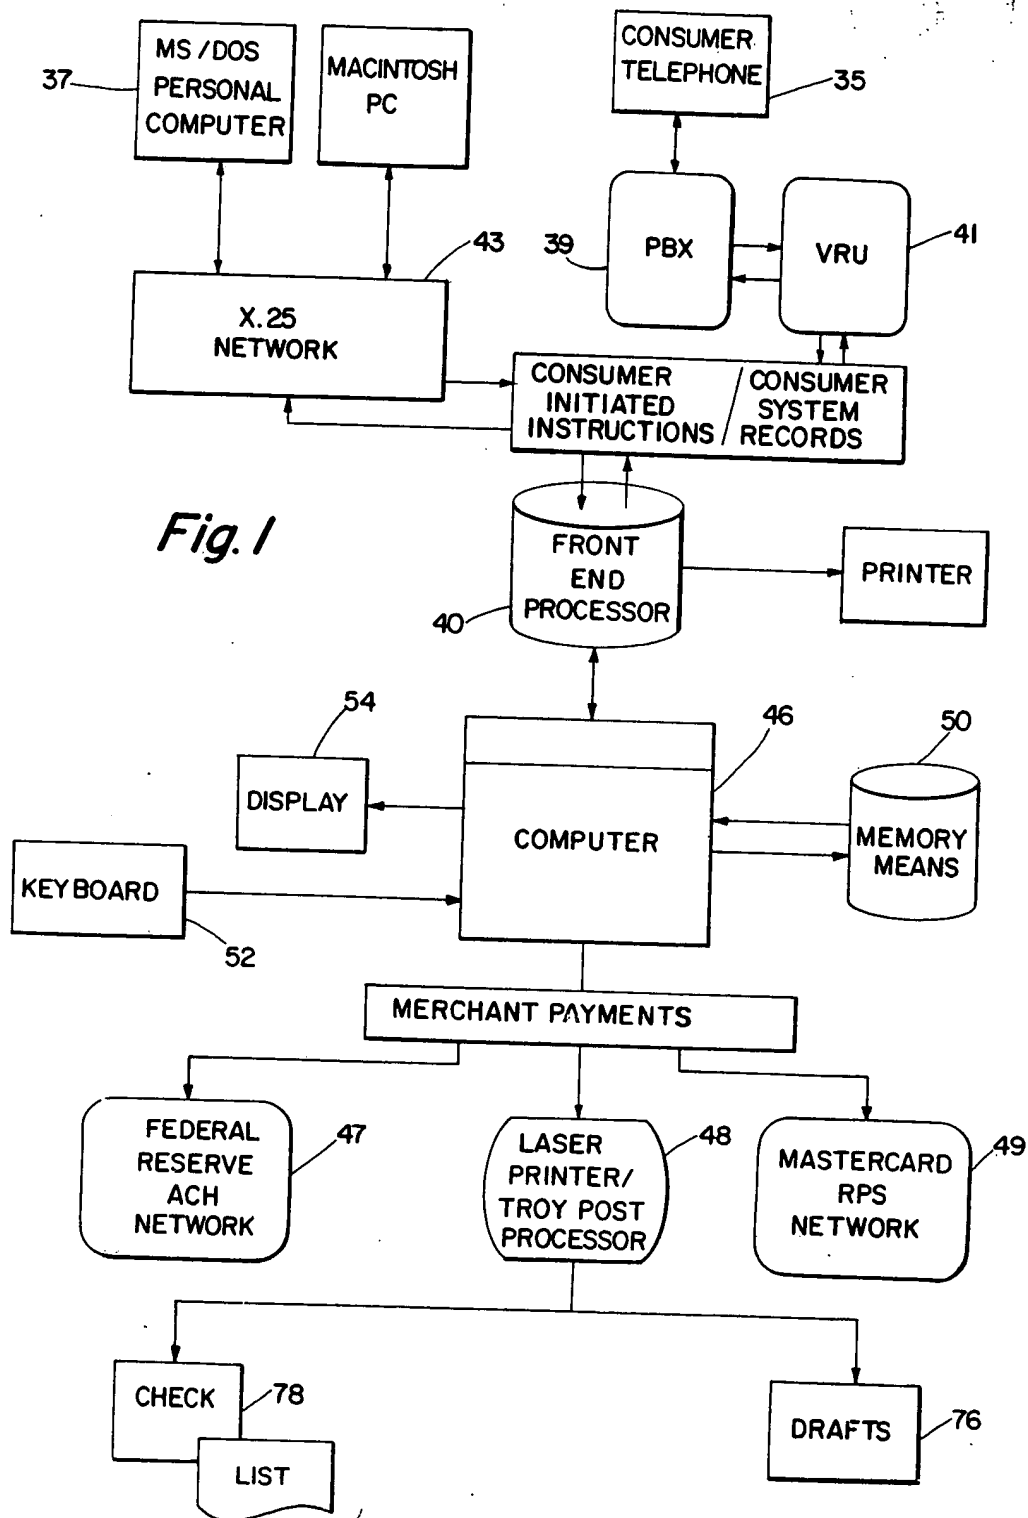 MS/DOS
PERSONAL
COMPUTER
37
MACINTOSH
PC
CONSUMER
TELEPHONE
35
PBX
39
VRU
41
43
X.25
NETWORK
CONSUMER
INITIATED
INSTRUCTIONS
/ CONSUMER
SYSTEM
RECORDS
Fig. 1
FRONT
END
PROCESSOR
40
PRINTER
54
DISPLAY
46
COMPUTER
50
MEMORY
MEANS
KEYBOARD
52
MERCHANT PAYMENTS
FEDERAL
RESERVE
ACH
NETWORK
47
LASER
PRINTER/
TROY POST
PROCESSOR
48
MASTERCARD
RPS
NETWORK
49
CHECK
78
LIST
DRAFTS
76